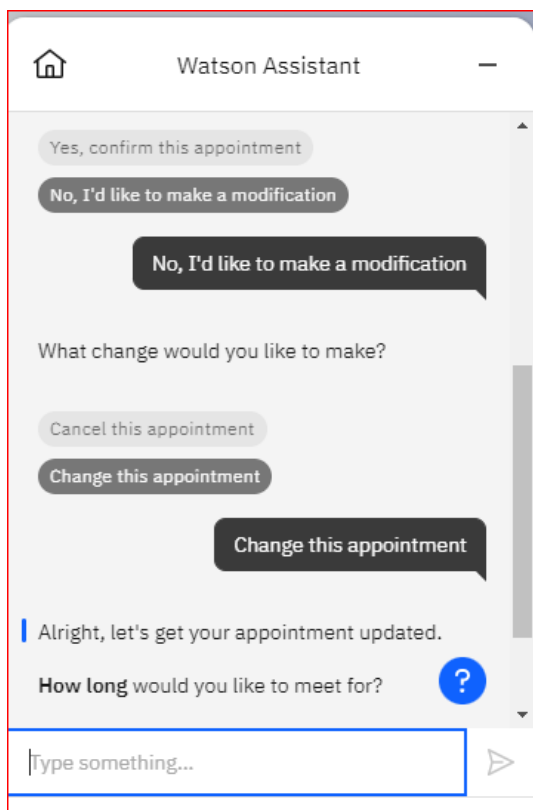 Watson Assistant
Yes, confirm this appointment
No, I'd like to make a modification
No, I'd like to make a modification
What change would you like to make?
Cancel this appointment
Change this appointment
Change this appointment
Alright, let's get your appointment updated.
How long would you like to meet for?
?
Type something...